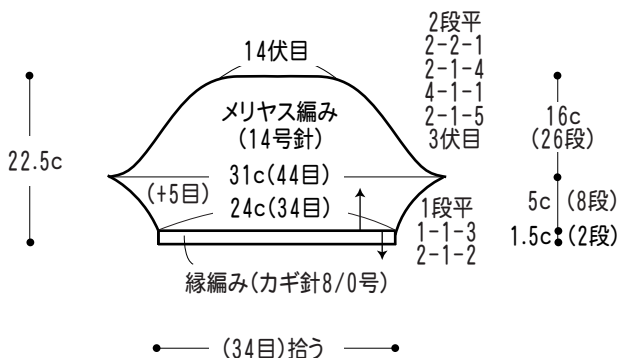 14伏目
メリヤス編み
(14号針)
31c(44目)
(+5目)
24c(34目)
縁編み(カギ針8/0号)
(34目)拾う
22.5c
2段平
2-2-1
2-1-4
4-1-1
2-1-5
3伏目
1段平
1-1-3
2-1-2
16c
(26段)
5c (8段)
1.5c (2段)